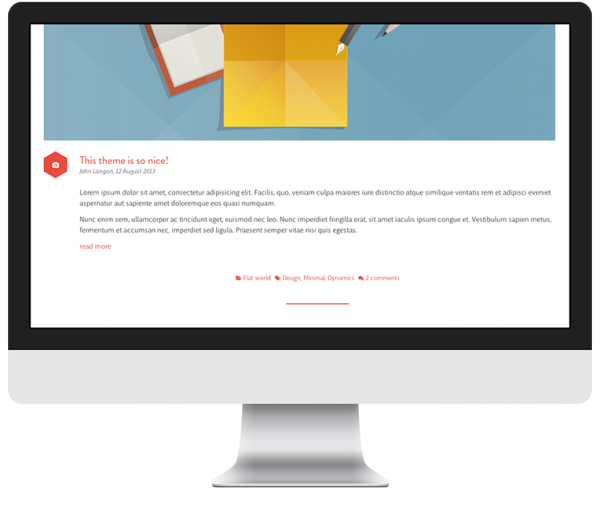 This theme is so nice!
John Langan, 12 August 2013
Lorem ipsum dolor sit amet, consectetur adipisicing elit. Facilis, quo, veniam culpa maiores iure distinctio atque similique veritatis rem et adipisci eveniet
aspernatur aut sapiente amet doloremque eos quasi numquam.
Nunc enim sem, ullamcorper ac tincidunt eget, euismod nec leo. Nunc imperdiet fringilla erat, sit amet iaculis ipsum congue et. Vestibulum sapien metus,
fermentum et accumsan nec, imperdiet sed ligula. Praesent semper vitae nisi quis egestas.
read more
Flat world Design, Minimal, Dynamics 2 comments